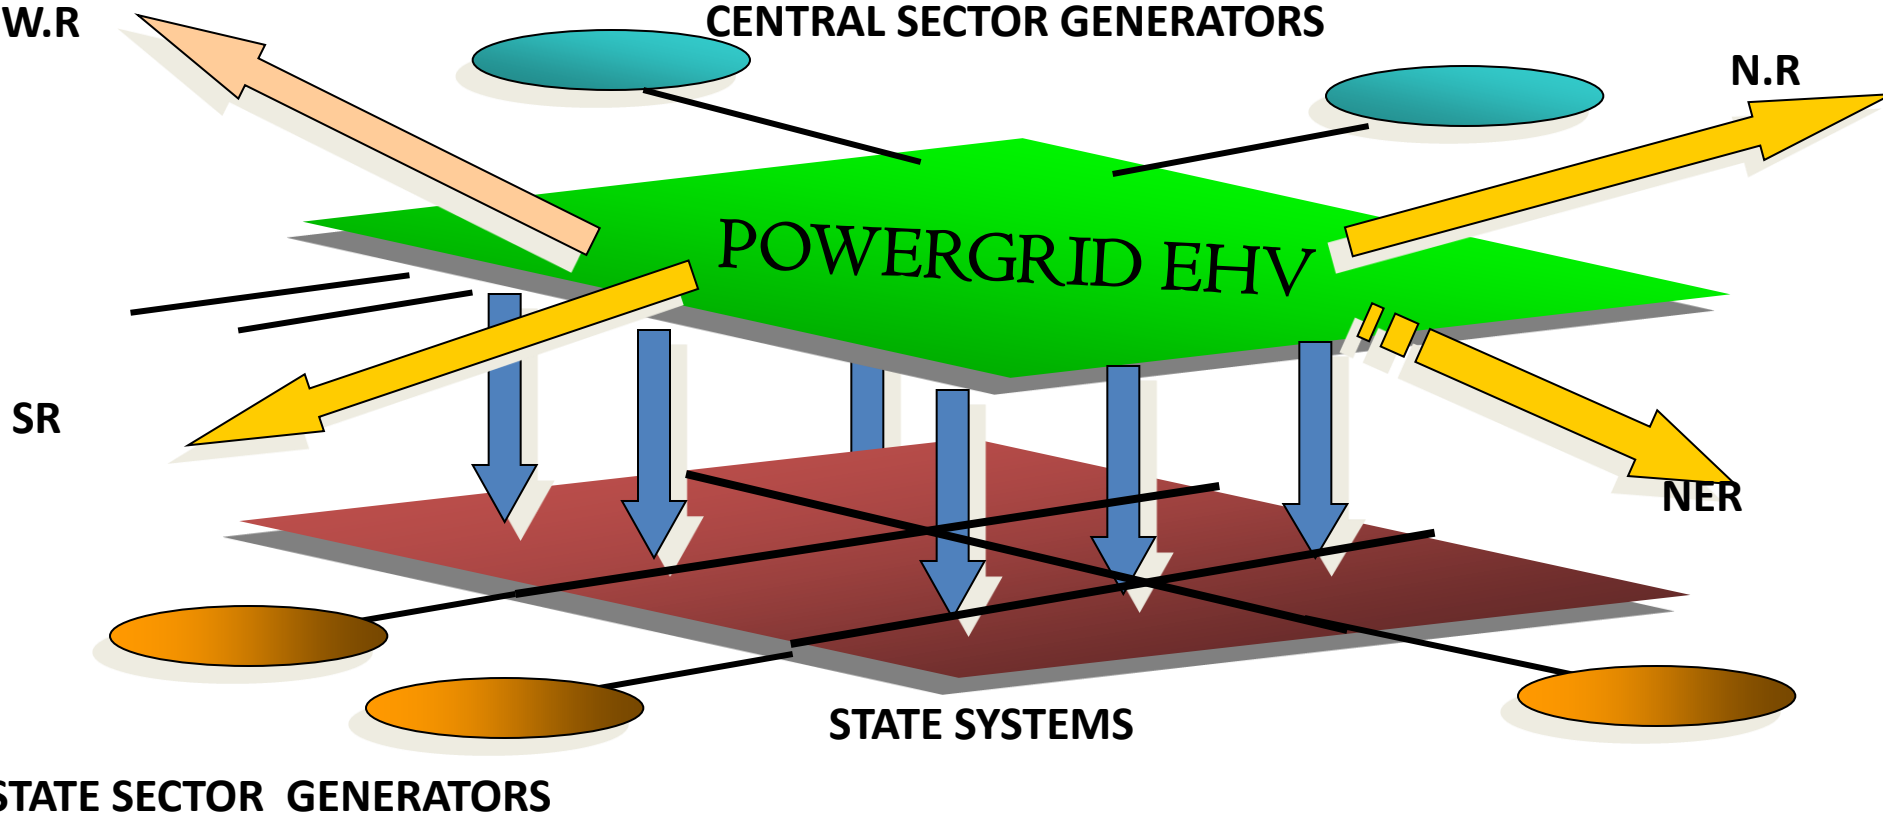 W.R
CENTRAL SECTOR GENERATORS
N.R
POWERGRID EHV
SR
NER
STATE SYSTEMS
STATE SECTOR GENERATORS